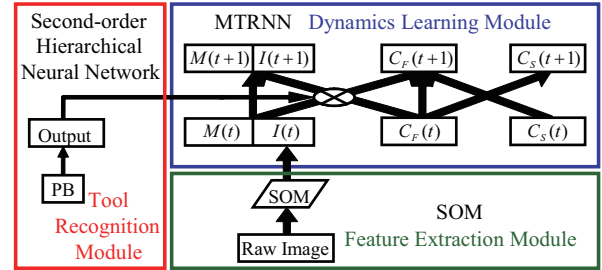 Second-order
Hierarchical
Neural Network
Output
PB
Tool
Recognition
Module
MTRNN Dynamics Learning Module
M(t+1) I(t+1) C_F(t+1) C_S(t+1)
M(t) I(t) C_F(t) C_S(t)
SOM
Raw Image
SOM
Feature Extraction Module